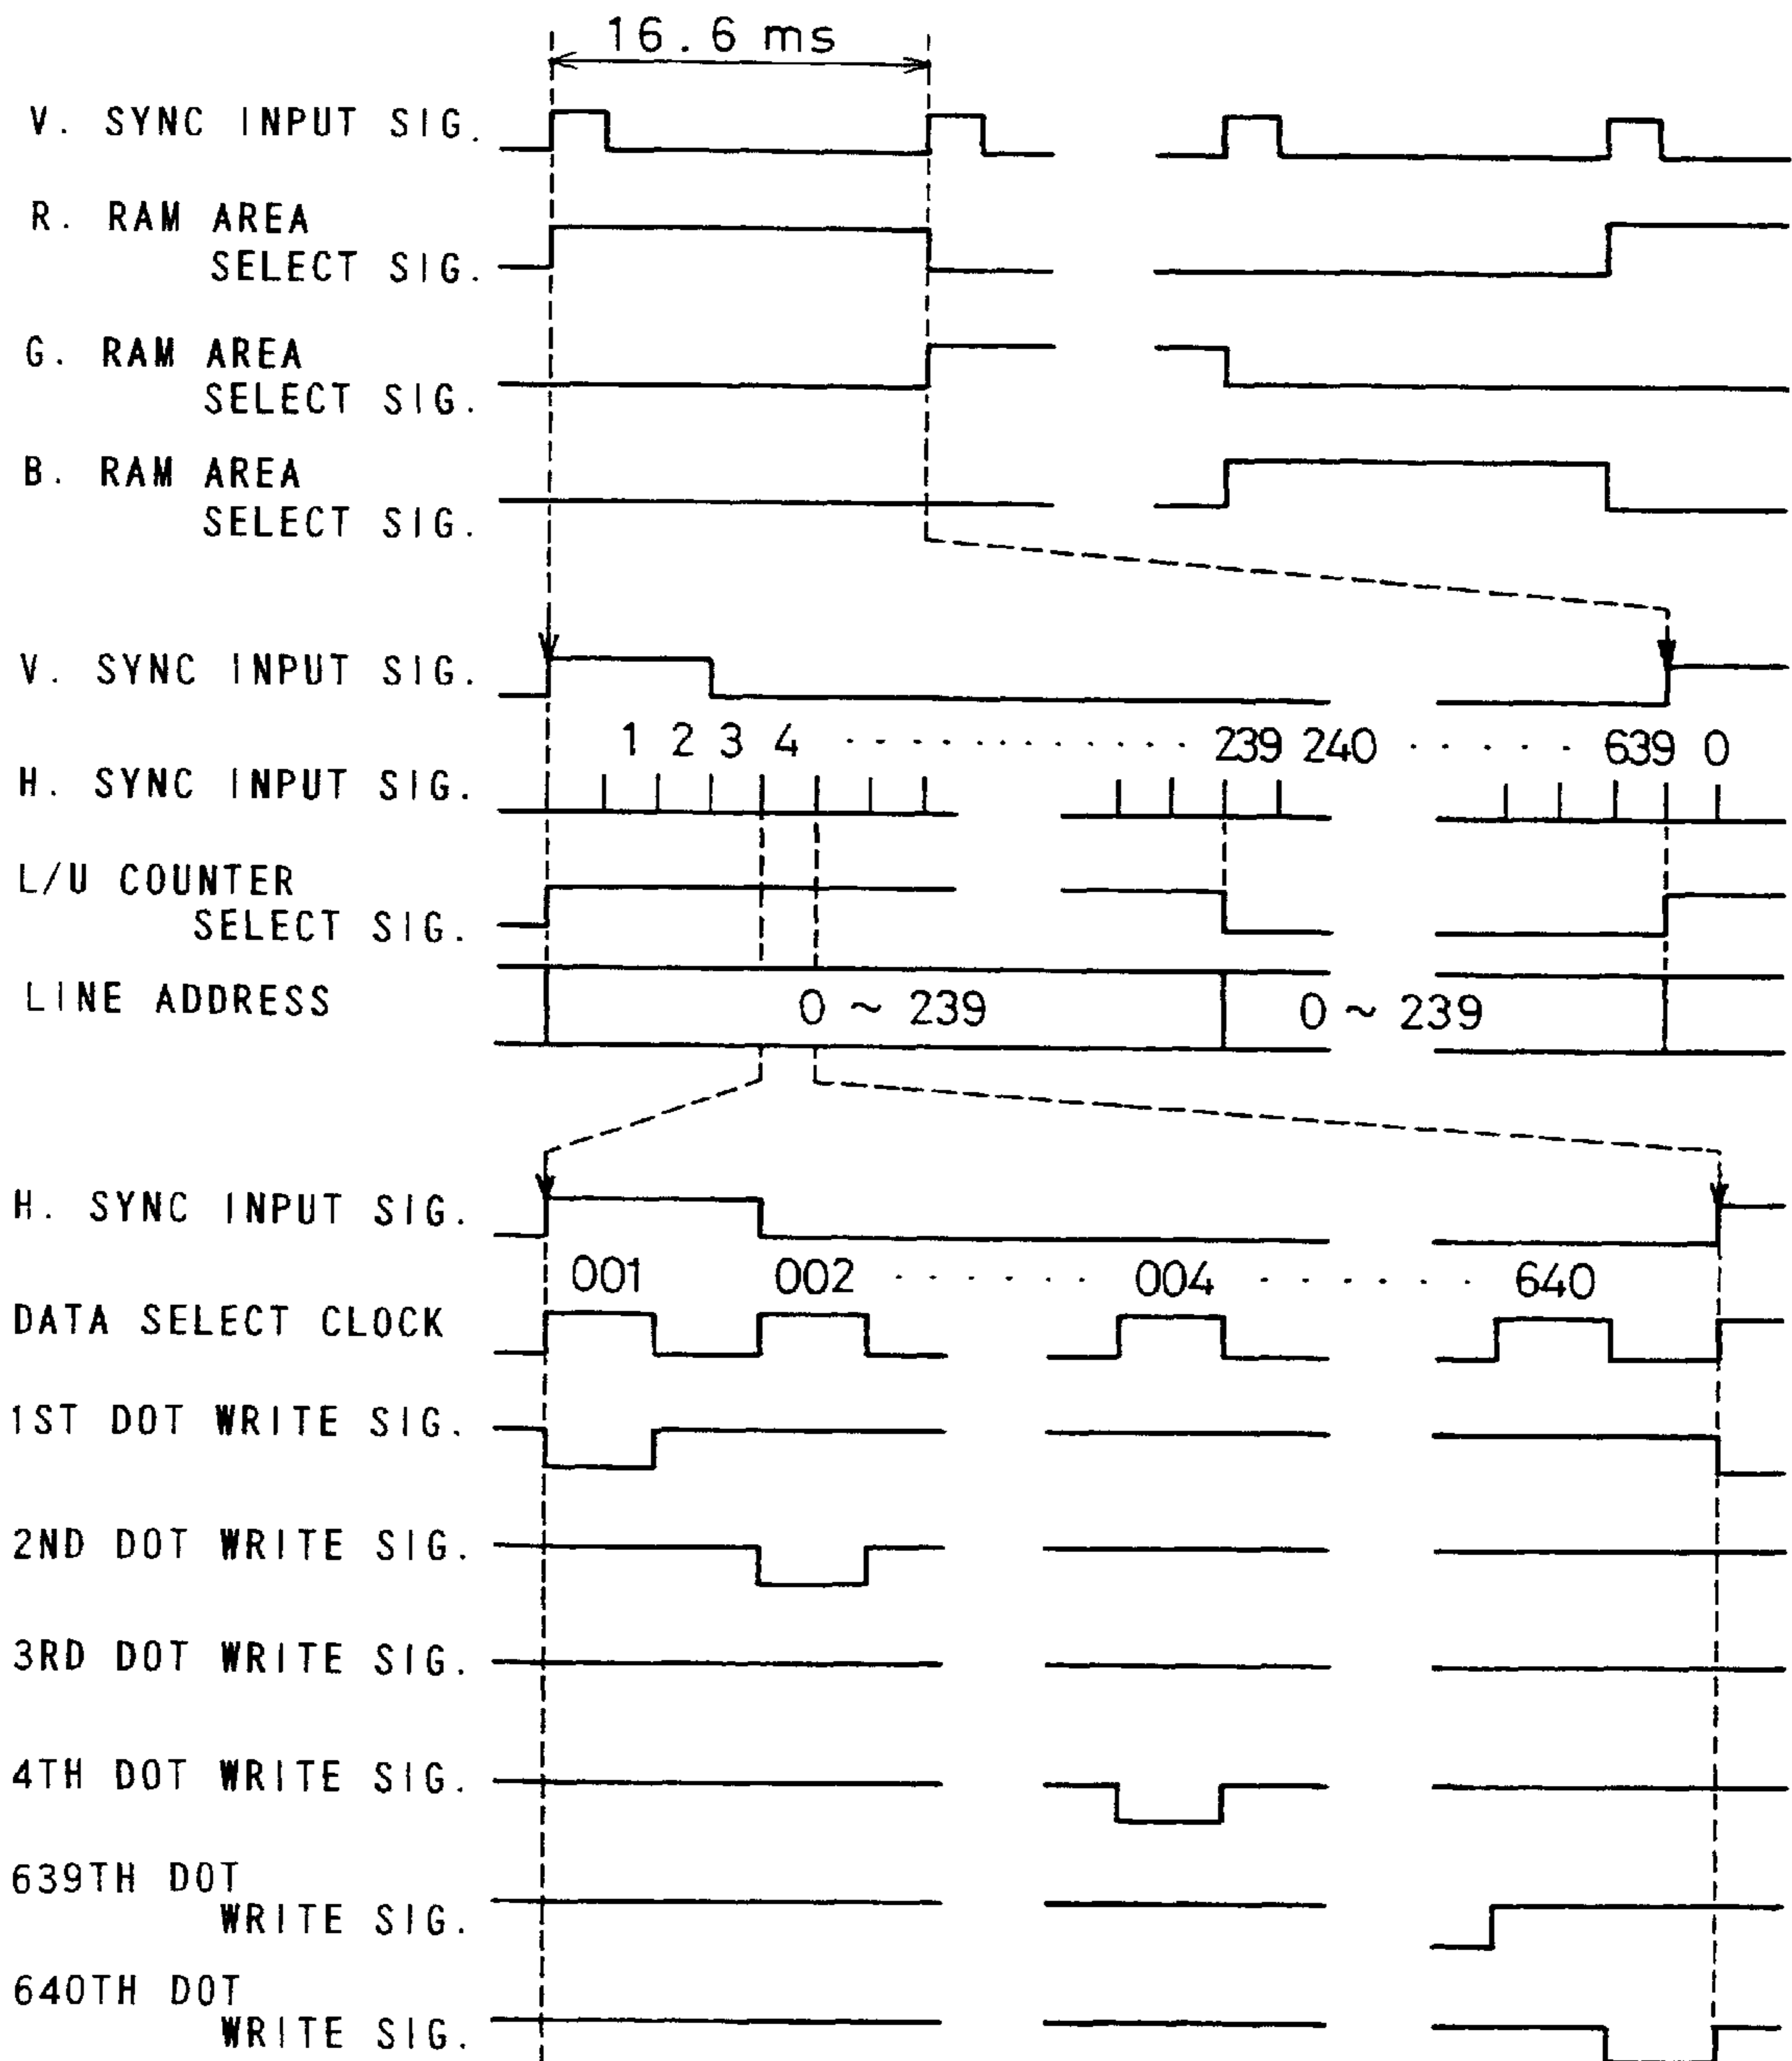 16.6 ms
V. SYNC INPUT SIG.
R. RAM AREA
SELECT SIG.
G. RAM AREA
SELECT SIG.
B. RAM AREA
SELECT SIG.
V. SYNC INPUT SIG.
1 2 3 4 ············· 239 240 ······ 639 0
H. SYNC INPUT SIG.
L/U COUNTER
SELECT SIG.
LINE ADDRESS 0 ~ 239 0 ~ 239
H. SYNC INPUT SIG.
001 002 ······· 004 ······ 640
DATA SELECT CLOCK
1ST DOT WRITE SIG.
2ND DOT WRITE SIG.
3RD DOT WRITE SIG.
4TH DOT WRITE SIG.
639TH DOT
WRITE SIG.
640TH DOT
WRITE SIG.